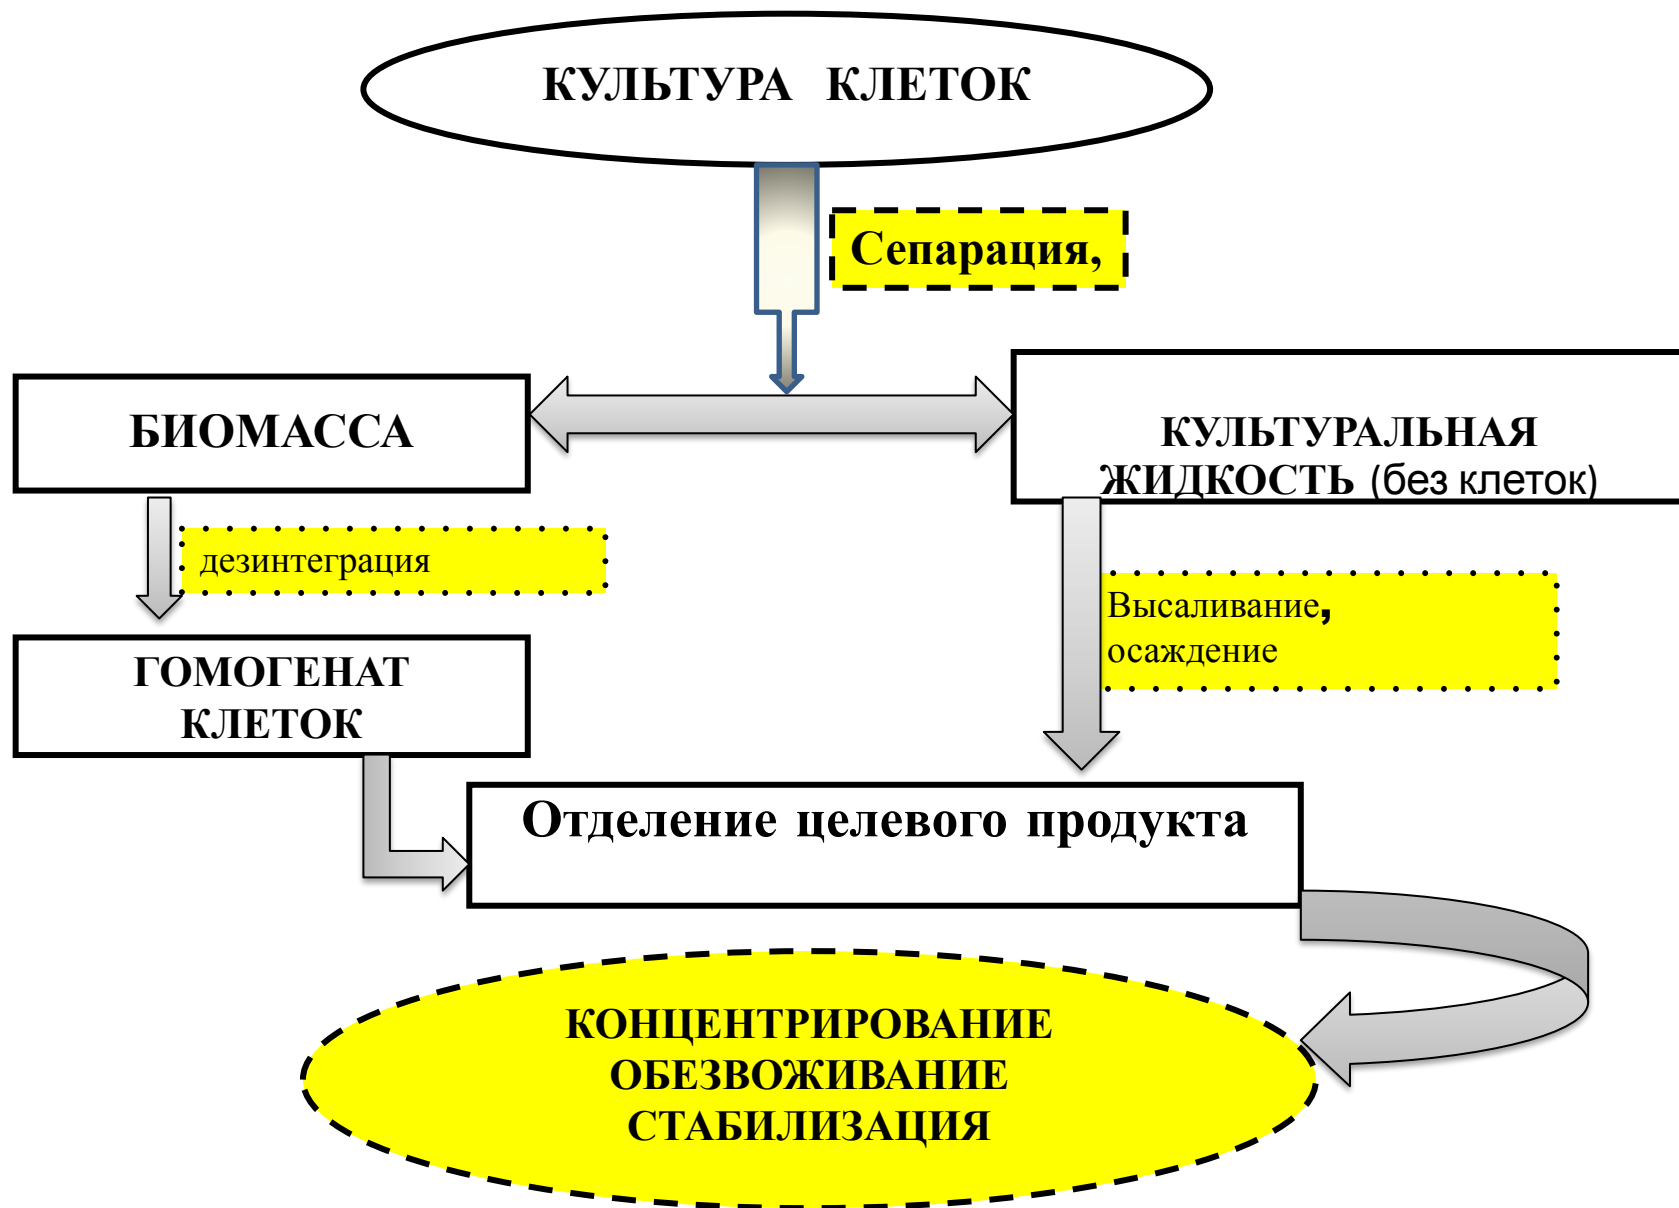 КУЛЬТУРА КЛЕТОК
Сепарация,
БИОМАССА
КУЛЬТУРАЛЬНАЯ
ЖИДКОСТЬ (без клеток)
дезинтеграция
Высаливание,
осаждение
ГОМОГЕНАТ
КЛЕТОК
Отделение целевого продукта
КОНЦЕНТРИРОВАНИЕ
ОБЕЗВОЖИВАНИЕ
СТАБИЛИЗАЦИЯ